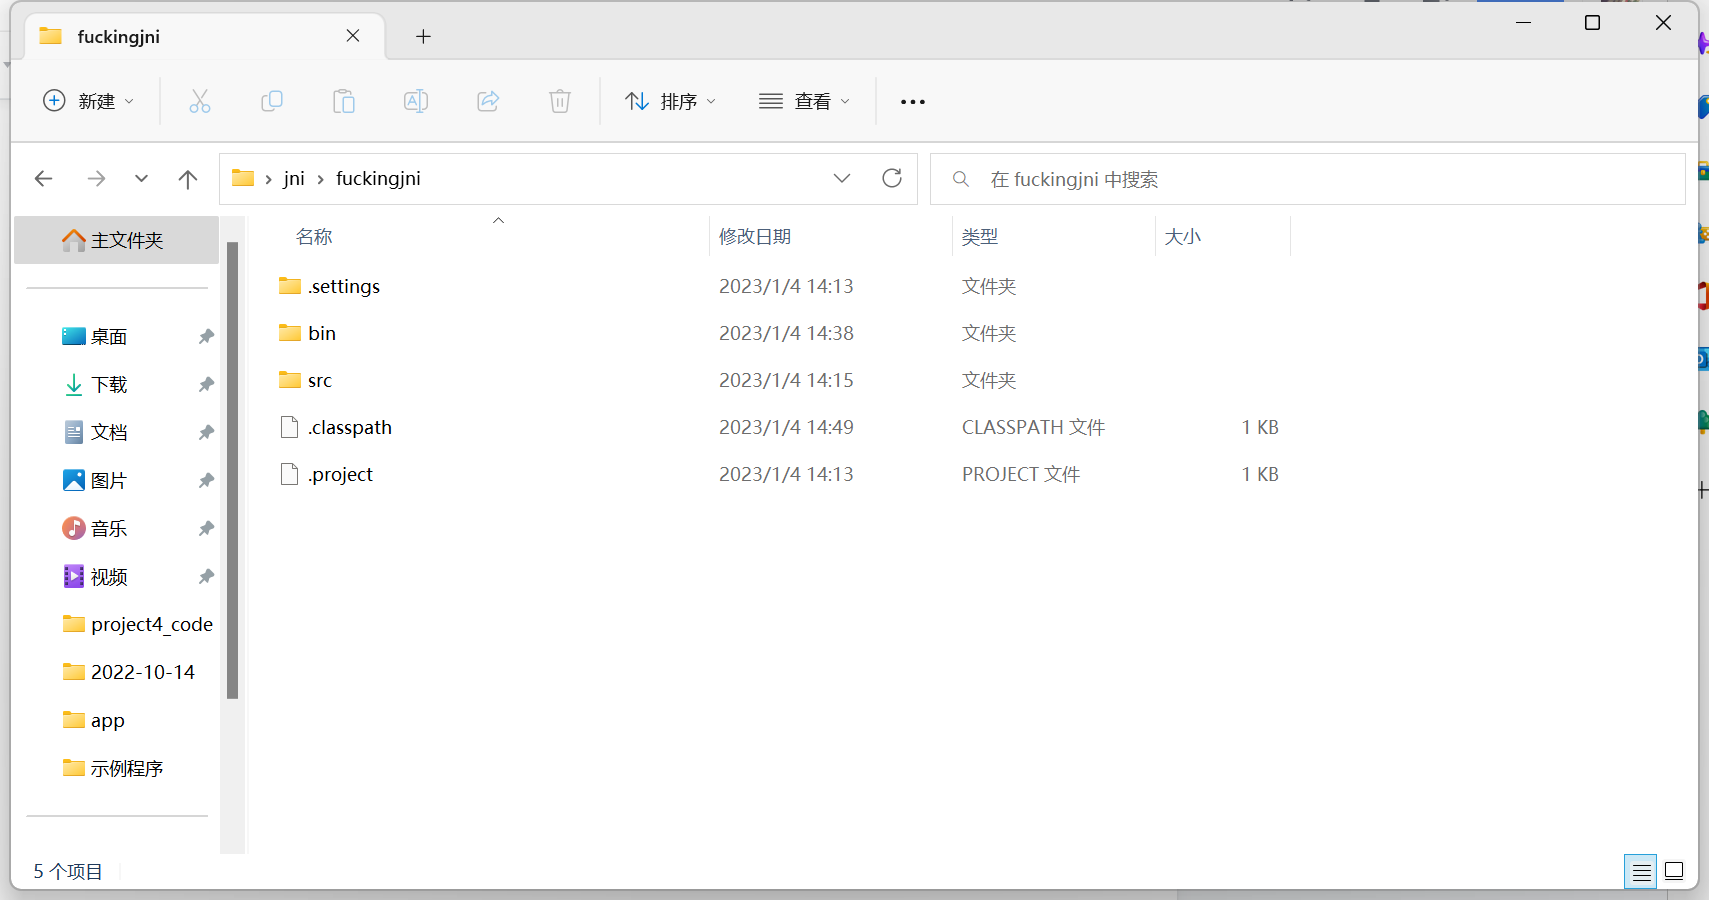 fuckingjni
新建
排序
查看
jni
fuckingjni
在 fuckingjni 中搜索
主文件夹
桌面
下载
文档
图片
音乐
视频
project4_code
2022-10-14
app
示例程序
名称 修改日期 类型 大小
.settings 2023/1/4 14:13 文件夹
bin 2023/1/4 14:38 文件夹
src 2023/1/4 14:15 文件夹
.classpath 2023/1/4 14:49 CLASSPATH 文件 1 KB
.project 2023/1/4 14:13 PROJECT 文件 1 KB
5 个项目